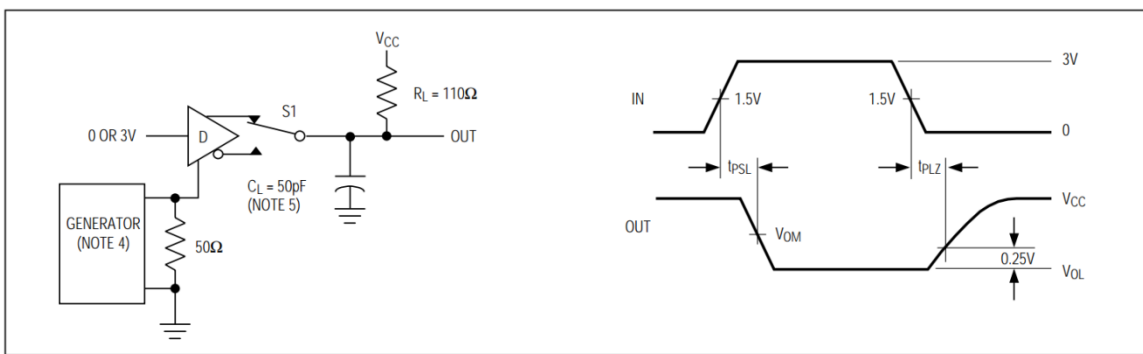 VCC
RL = 110Ω
S1
0 OR 3V
D
OUT
CL = 50pF
(NOTE 5)
GENERATOR
(NOTE 4)
50Ω
3V
IN
1.5V
1.5V
0
tPSL
tPLZ
VCC
OUT
VOM
0.25V
VOL